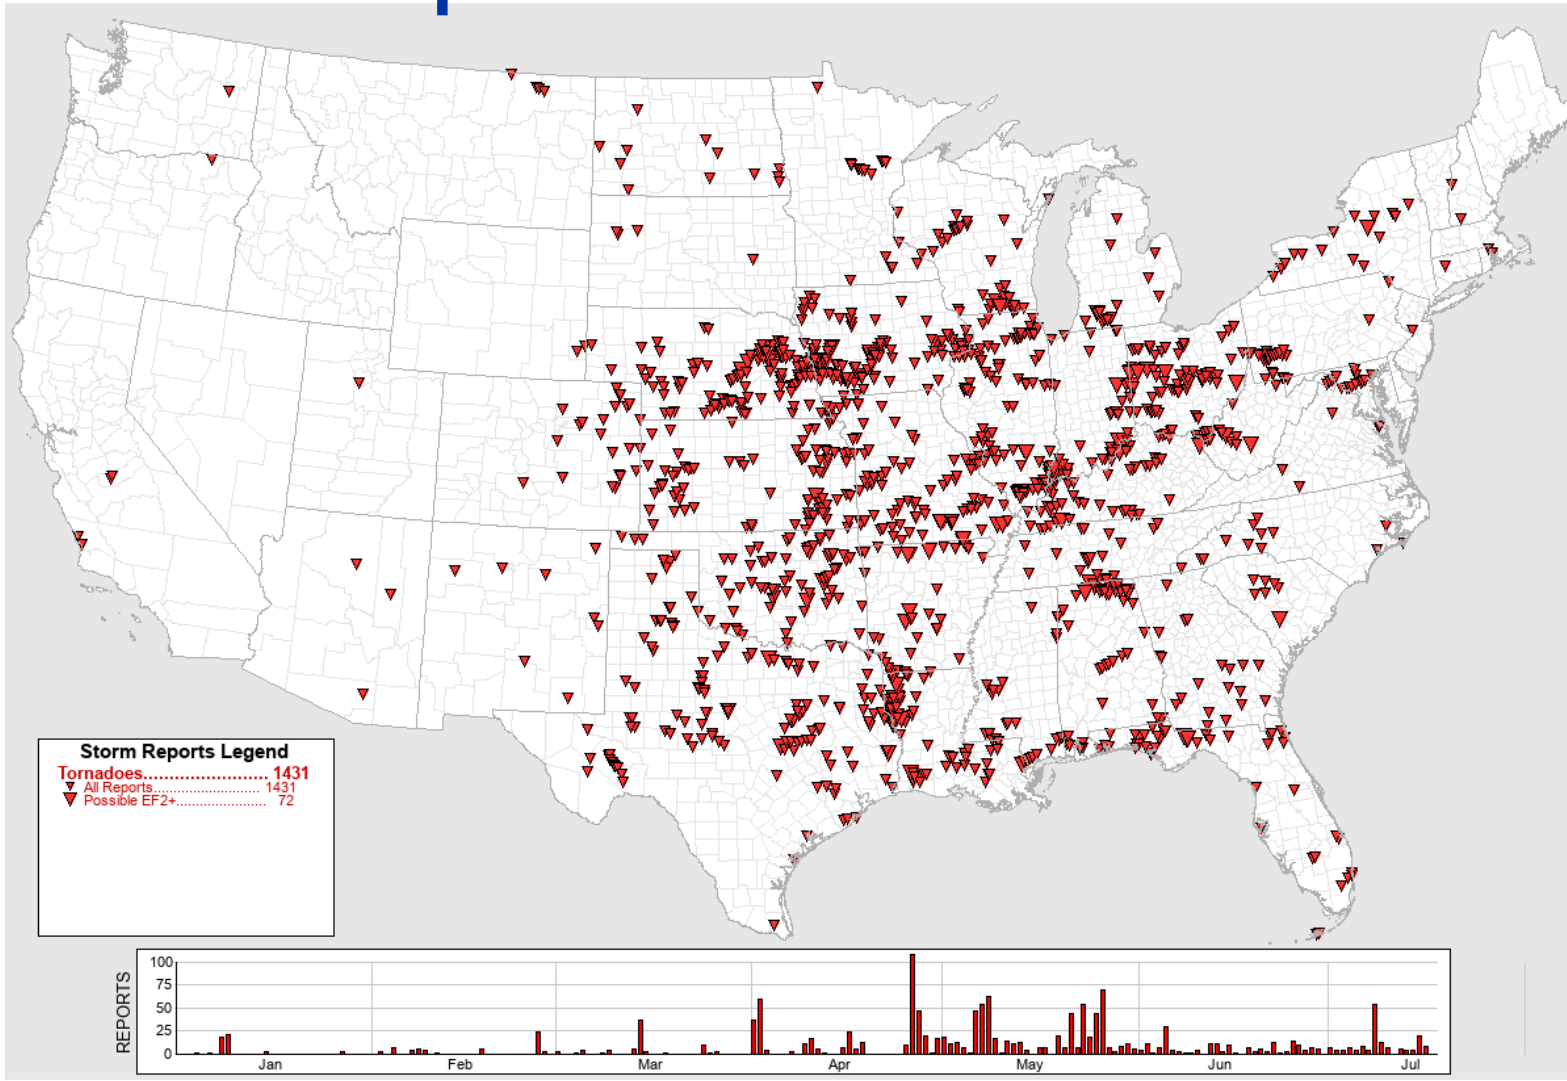 Storm Reports Legend
Tornadoes........................ 1431
All Reports........................... 1431
Possible EF2+....................... 72
REPORTS
100
75
50
25
0
Jan Feb Mar Apr May Jun Jul